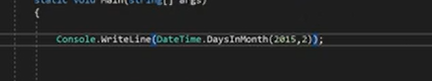 static void Main(string[] args)
{
Console.WriteLine(DateTime.DaysInMonth(2015,2));